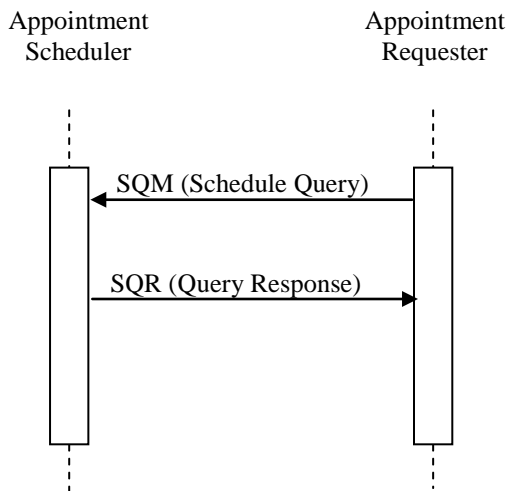 Appointment
Scheduler
Appointment
Requester
SQM (Schedule Query)
SQR (Query Response)